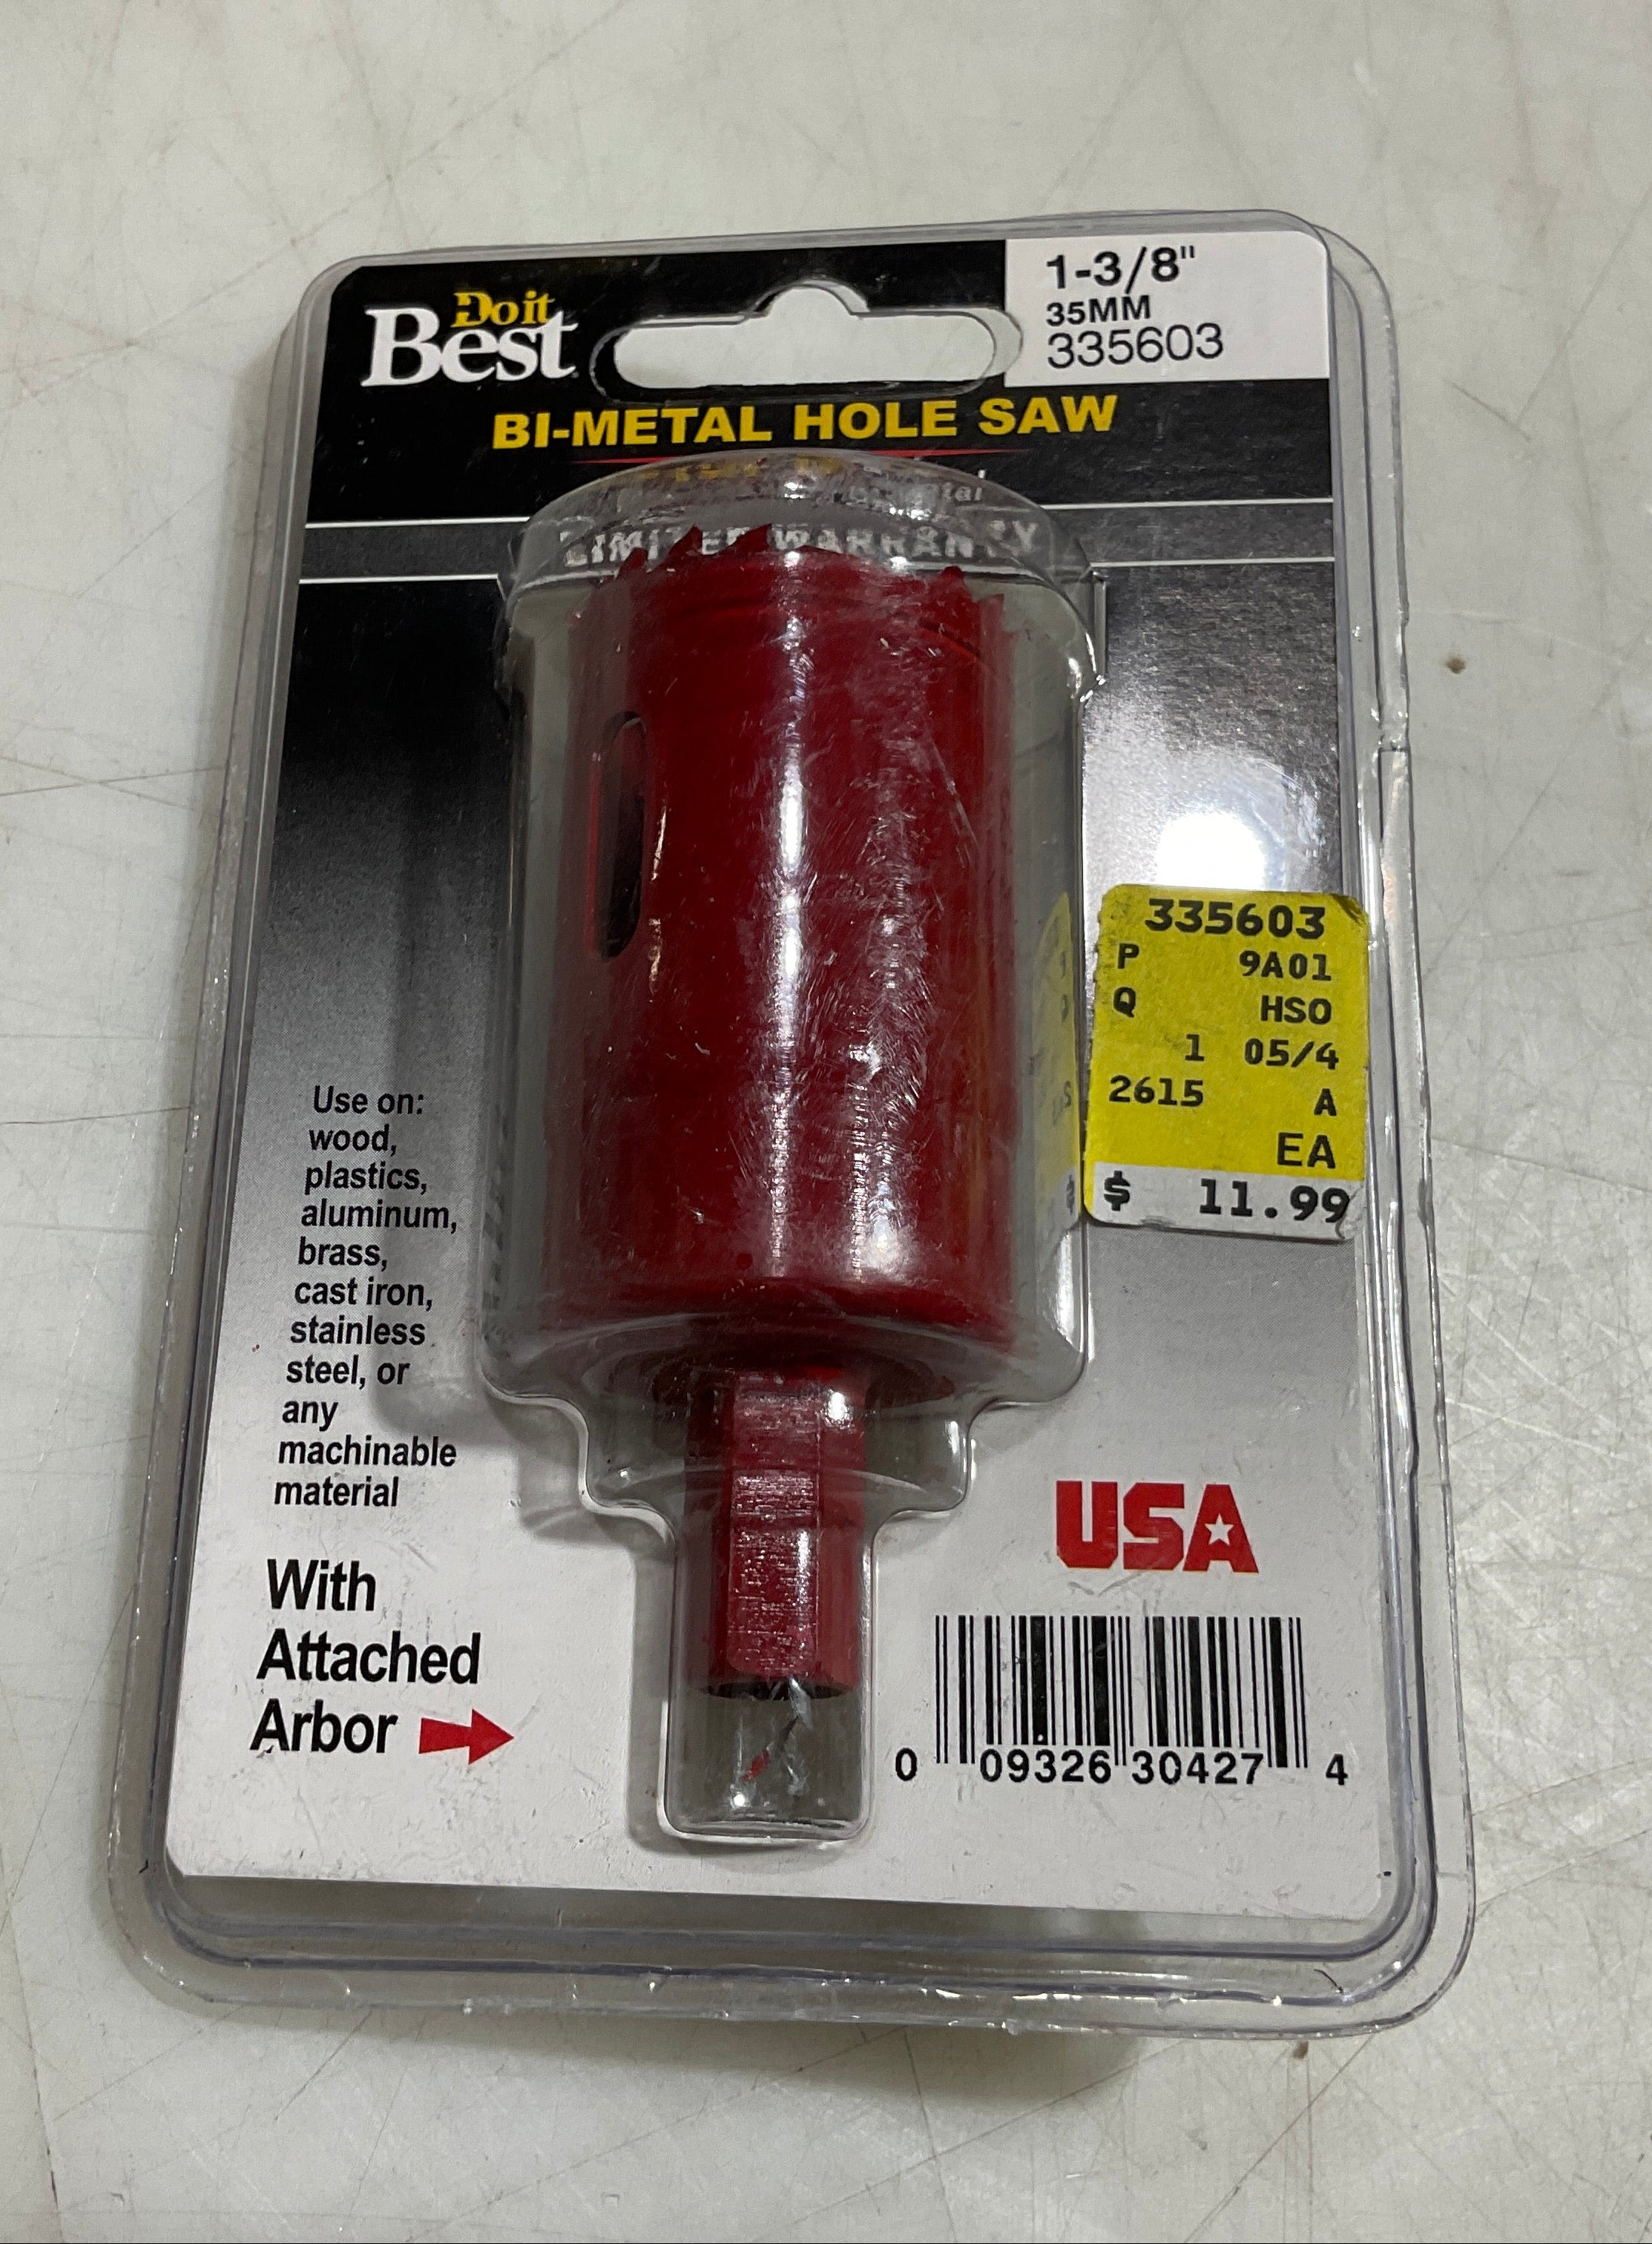 Do it
Best
1-3/8"
35MM
335603
BI-METAL HOLE SAW
LIMITED WARRANTY
335603
P 9A01
Q HSO
1 05/4
2615 A
EA
$ 11.99
Use on:
wood,
plastics,
aluminum,
brass,
cast iron,
stainless
steel, or
any
machinable
material
With
Attached
Arbor
USA
0 09326 30427 4